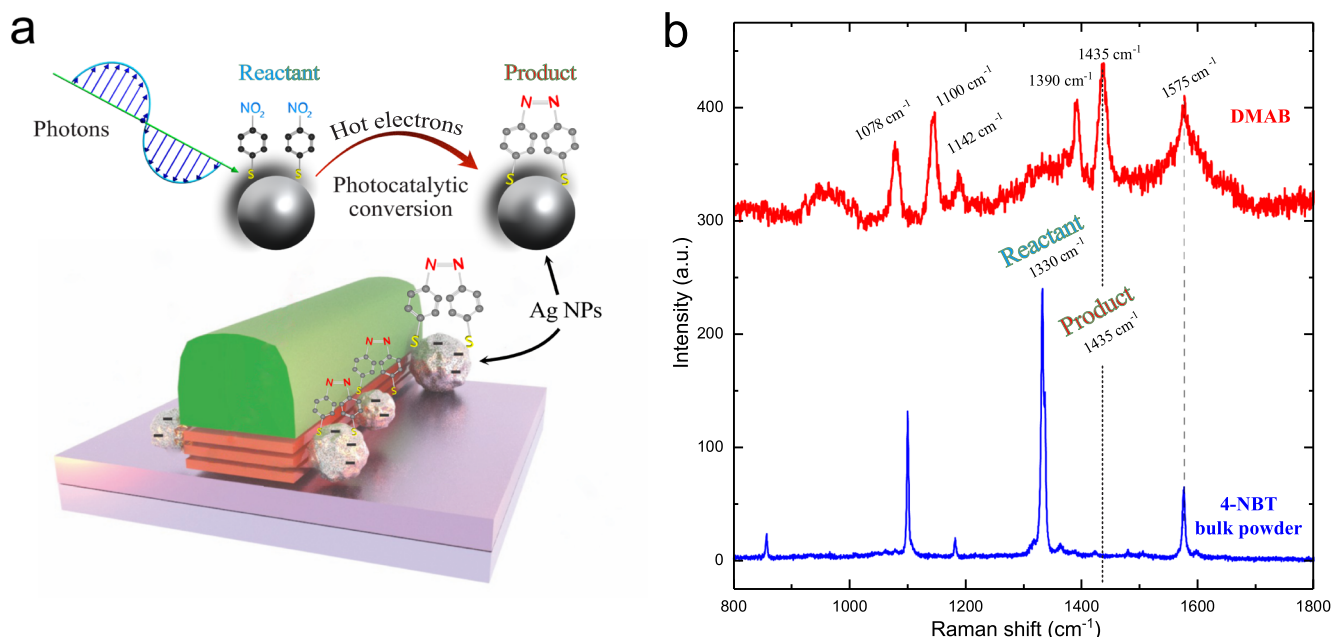 a
Reactant
Product
NO2
NO2
N
N
Photons
Hot electrons
S
S
S
S
Photocatalytic
conversion
N
N
Ag NPs
N
N
S
S
N
N
S
S
S
S
b
1435 cm-1
1390 cm-1
1100 cm-1
1575 cm-1
1078 cm-1
1142 cm-1
DMAB
Reactant
1330 cm-1
Product
1435 cm-1
4-NBT
bulk powder
400
300
200
100
0
Intensity (a.u.)
800
1000
1200
1400
1600
1800
Raman shift (cm-1)